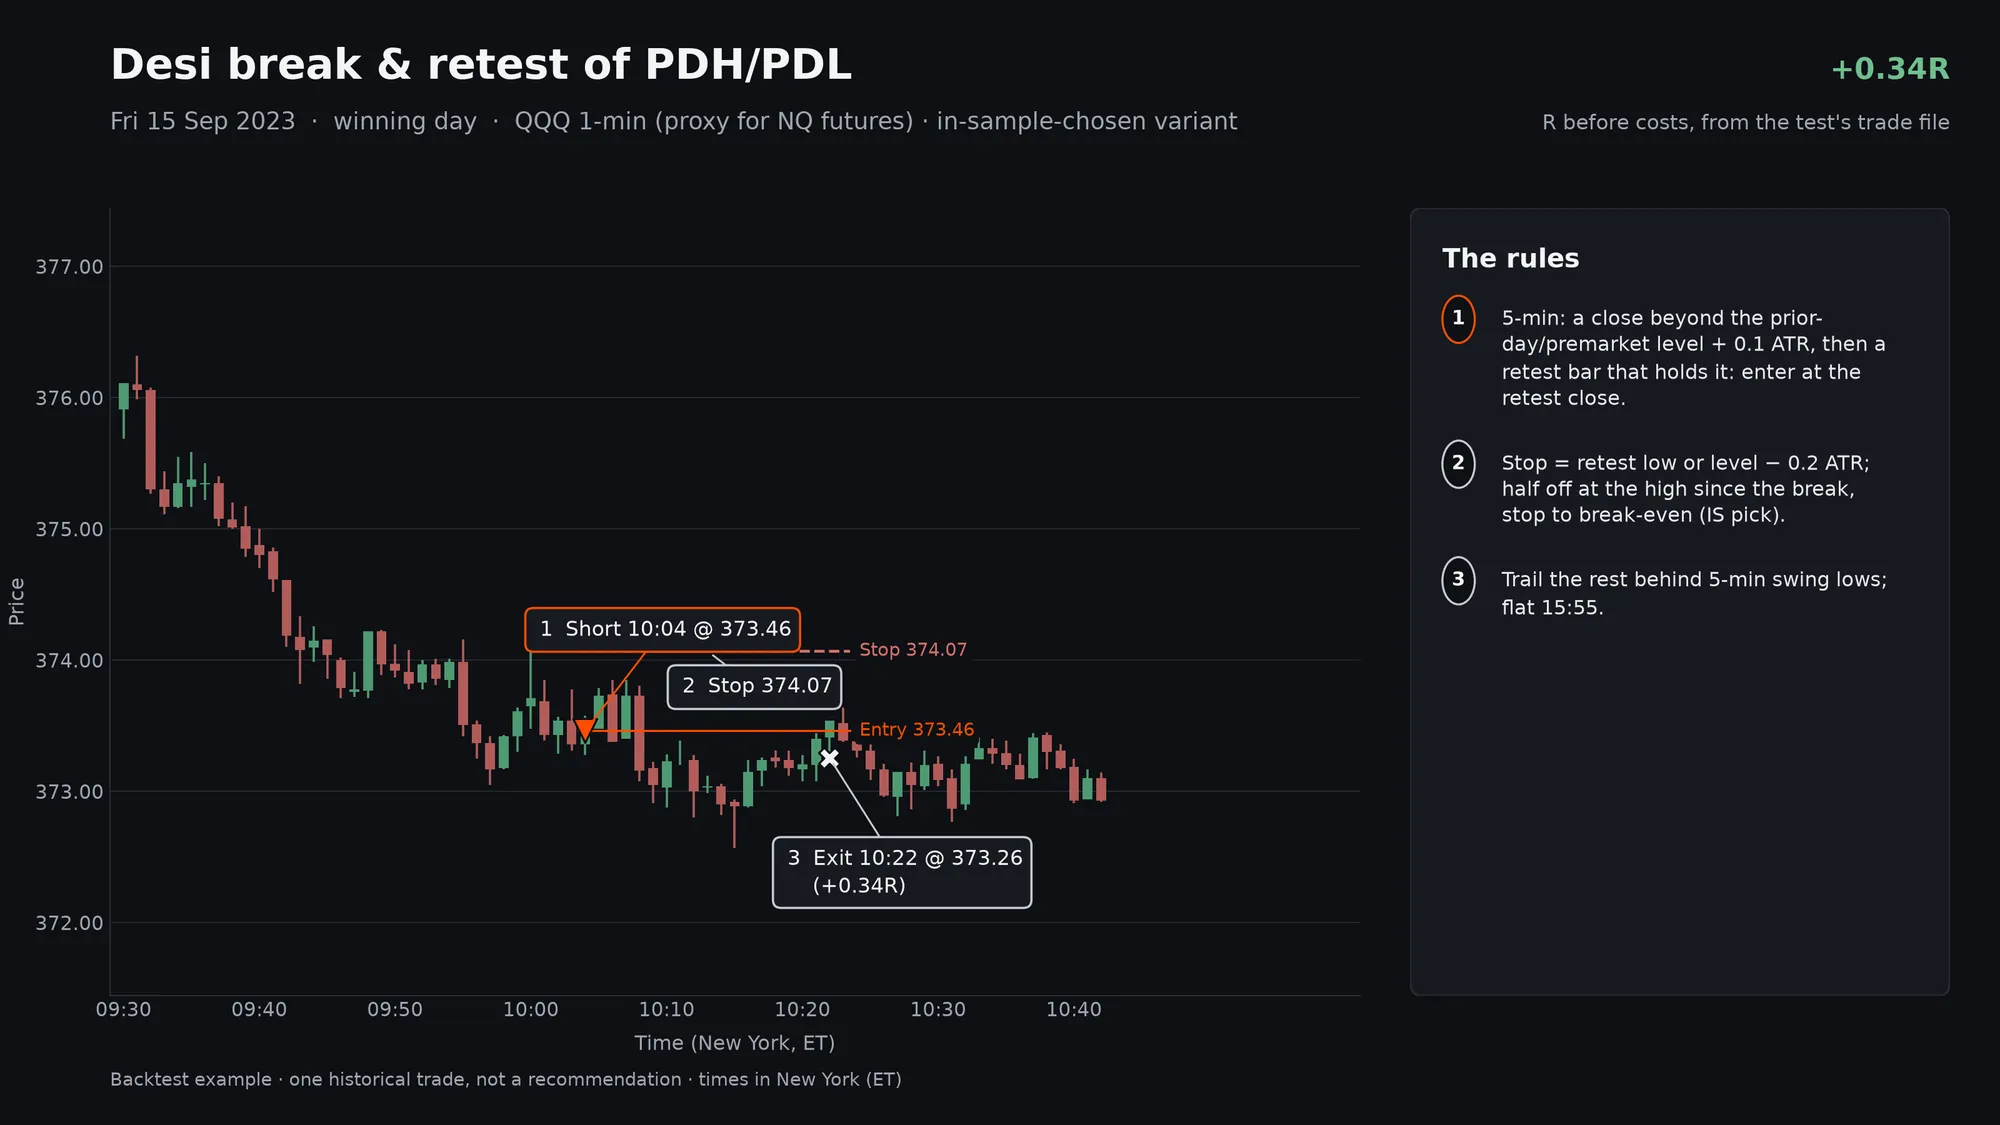 Desi break & retest of PDH/PDL
+0.34R
Fri 15 Sep 2023 · winning day · QQQ 1-min (proxy for NQ futures) · in-sample-chosen variant
R before costs, from the test's trade file
The rules
1 5-min: a close beyond the prior-
day/premarket level + 0.1 ATR, then a
retest bar that holds it: enter at the
retest close.
2 Stop = retest low or level − 0.2 ATR;
half off at the high since the break,
stop to break-even (IS pick).
3 Trail the rest behind 5-min swing lows;
flat 15:55.
Price
377.00
376.00
375.00
374.00
373.00
372.00
1 Short 10:04 @ 373.46
Stop 374.07
2 Stop 374.07
Entry 373.46
3 Exit 10:22 @ 373.26
(+0.34R)
09:30 09:40 09:50 10:00 10:10 10:20 10:30 10:40
Time (New York, ET)
Backtest example · one historical trade, not a recommendation · times in New York (ET)